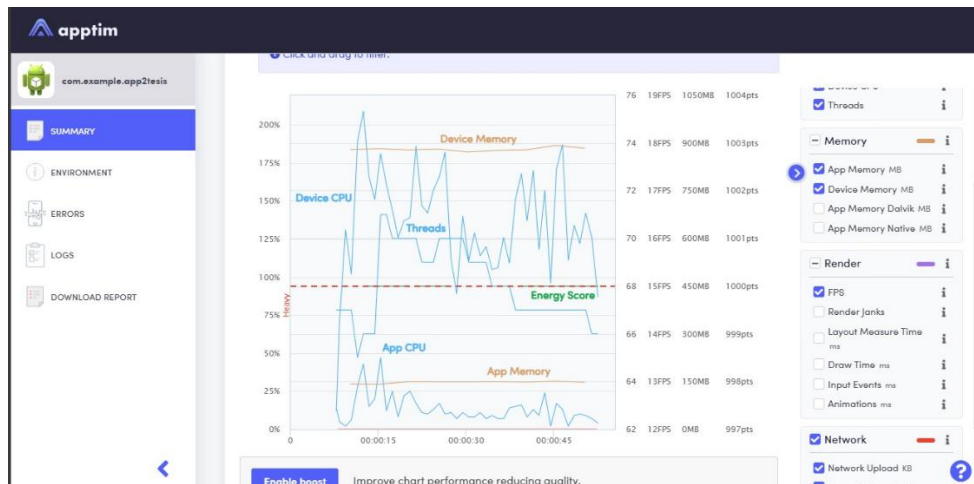 apptim
com.example.app2tesis
SUMMARY
ENVIRONMENT
ERRORS
LOGS
DOWNLOAD REPORT
Click and drag to filter.
76 19FPS 1050MB 1004pts
200%
Device Memory
74 18FPS 900MB 1003pts
175%
72 17FPS 750MB 1002pts
150%
Device CPU
Threads
125%
70 16FPS 600MB 1001pts
100%
68 15FPS 450MB 1000pts
Energy Score
Heavy
75%
66 14FPS 300MB 999pts
50%
App CPU
App Memory
64 13FPS 150MB 998pts
25%
0%
62 12FPS 0MB 997pts
0 00:00:15 00:00:30 00:00:45
Enable boost Improve chart performance reducing quality.
Device CPU
Threads i
Memory i
App Memory MB i
Device Memory MB i
App Memory Dalvik MB i
App Memory Native MB i
Render i
FPS i
Render Janks i
Layout Measure Time
ms i
Draw Time ms i
Input Events ms i
Animations ms i
Network i
Network Upload KB
?